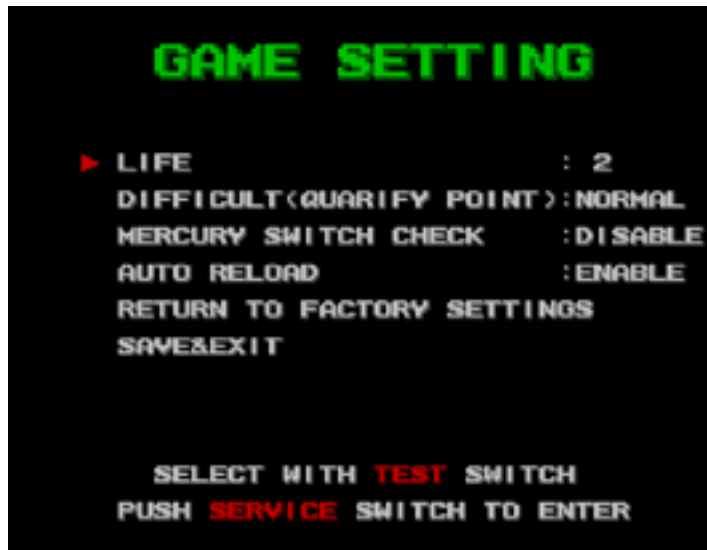 GAME SETTING
▶ LIFE : 2
DIFFICULT(QUARIFY POINT):NORMAL
MERCURY SWITCH CHECK :DISABLE
AUTO RELOAD :ENABLE
RETURN TO FACTORY SETTINGS
SAVE&EXIT
SELECT WITH TEST SWITCH
PUSH SERVICE SWITCH TO ENTER